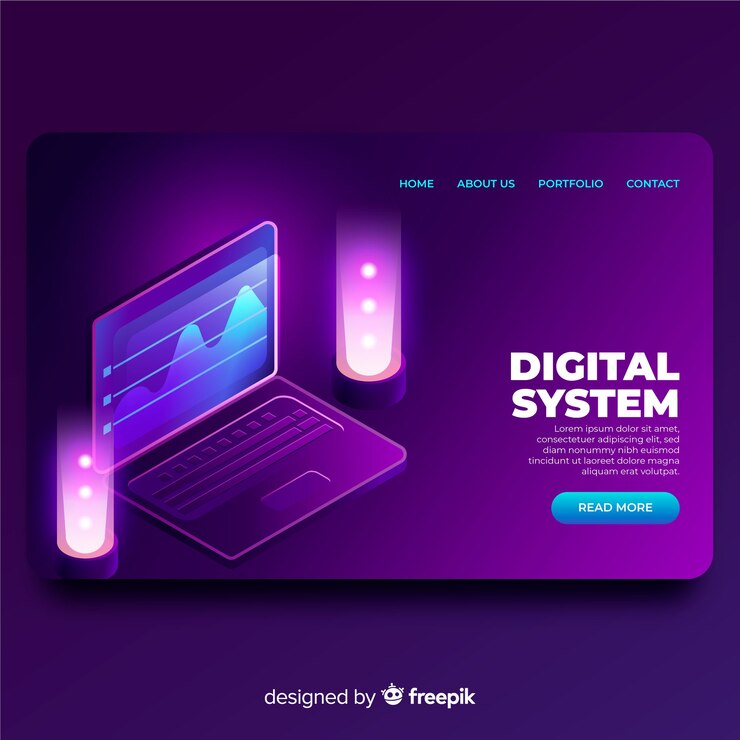 HOME ABOUT US PORTFOLIO CONTACT
DIGITAL
SYSTEM
Lorem ipsum dolor sit amet,
consectetuer adipiscing elit, sed
diam nonummy nibh euismod
tincidunt ut laoreet dolore magna
aliquam erat volutpat.
READ MORE
designed by freepik